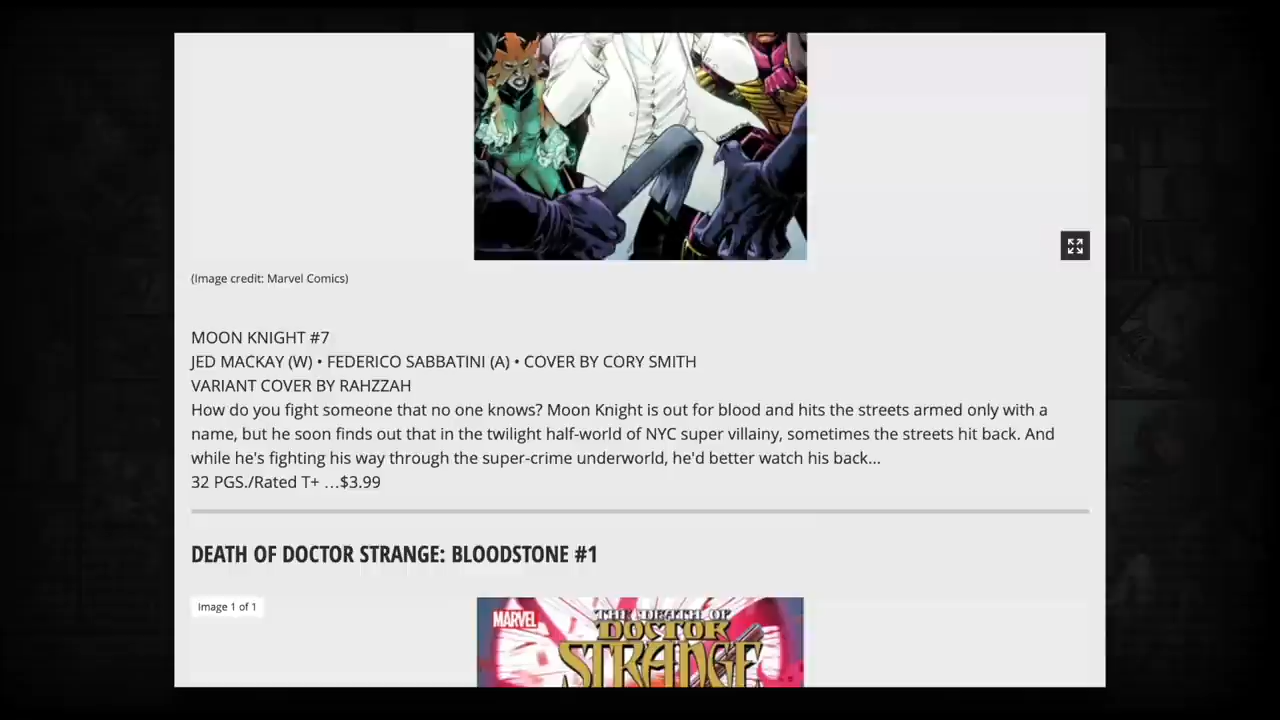 (Image credit: Marvel Comics)
MOON KNIGHT #7
JED MACKAY (W) • FEDERICO SABBATINI (A) • COVER BY CORY SMITH
VARIANT COVER BY RAHZZAH
How do you fight someone that no one knows? Moon Knight is out for blood and hits the streets armed only with a
name, but he soon finds out that in the twilight half-world of NYC super villainy, sometimes the streets hit back. And
while he's fighting his way through the super-crime underworld, he'd better watch his back...
32 PGS./Rated T+ …$3.99
DEATH OF DOCTOR STRANGE: BLOODSTONE #1
Image 1 of 1
MARVEL
THE DEATH OF
DOCTOR
STRANGE